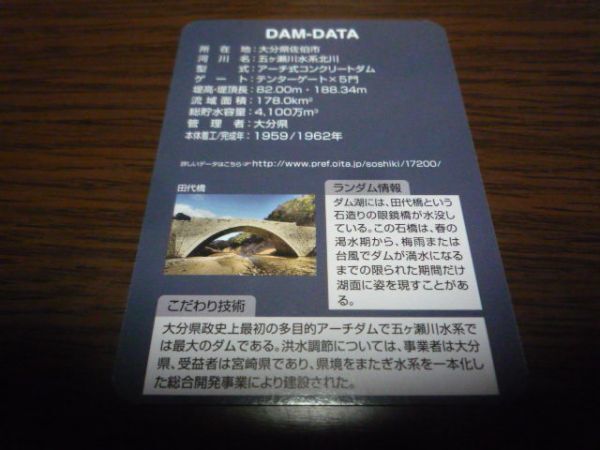 DAM-DATA
所在地:大分県佐伯市
河川名:五ヶ瀬川水系北川
型式:アーチ式コンクリートダム
ゲート:テンターゲート×5門
堤高・堤頂長:82.00m・188.34m
流域面積:178.0km²
総貯水容量:4,100万m³
管理者:大分県
本体着工/完成年:1959/1962年
詳しいデータはこちら☞http://www.pref.oita.jp/soshiki/17200/
田代橋
ランダム情報
ダム湖には、田代橋という
石造りの眼鏡橋が水没し
ている。この石橋は、春の
渇水期から、梅雨または
台風でダムが満水になる
までの限られた期間だけ
湖面に姿を現すことがあ
る。
こだわり技術
大分県政史上最初の多目的アーチダムで五ヶ瀬川水系で
は最大のダムである。洪水調節については、事業者は大分
県、受益者は宮崎県であり、県境をまたぎ水系を一本化し
た総合開発事業により建設された。